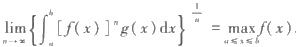 lim_{n→∞} { ∫_a^b [f(x)]^n g(x)dx }^{1/n} = max_{a≤x≤b} f(x).